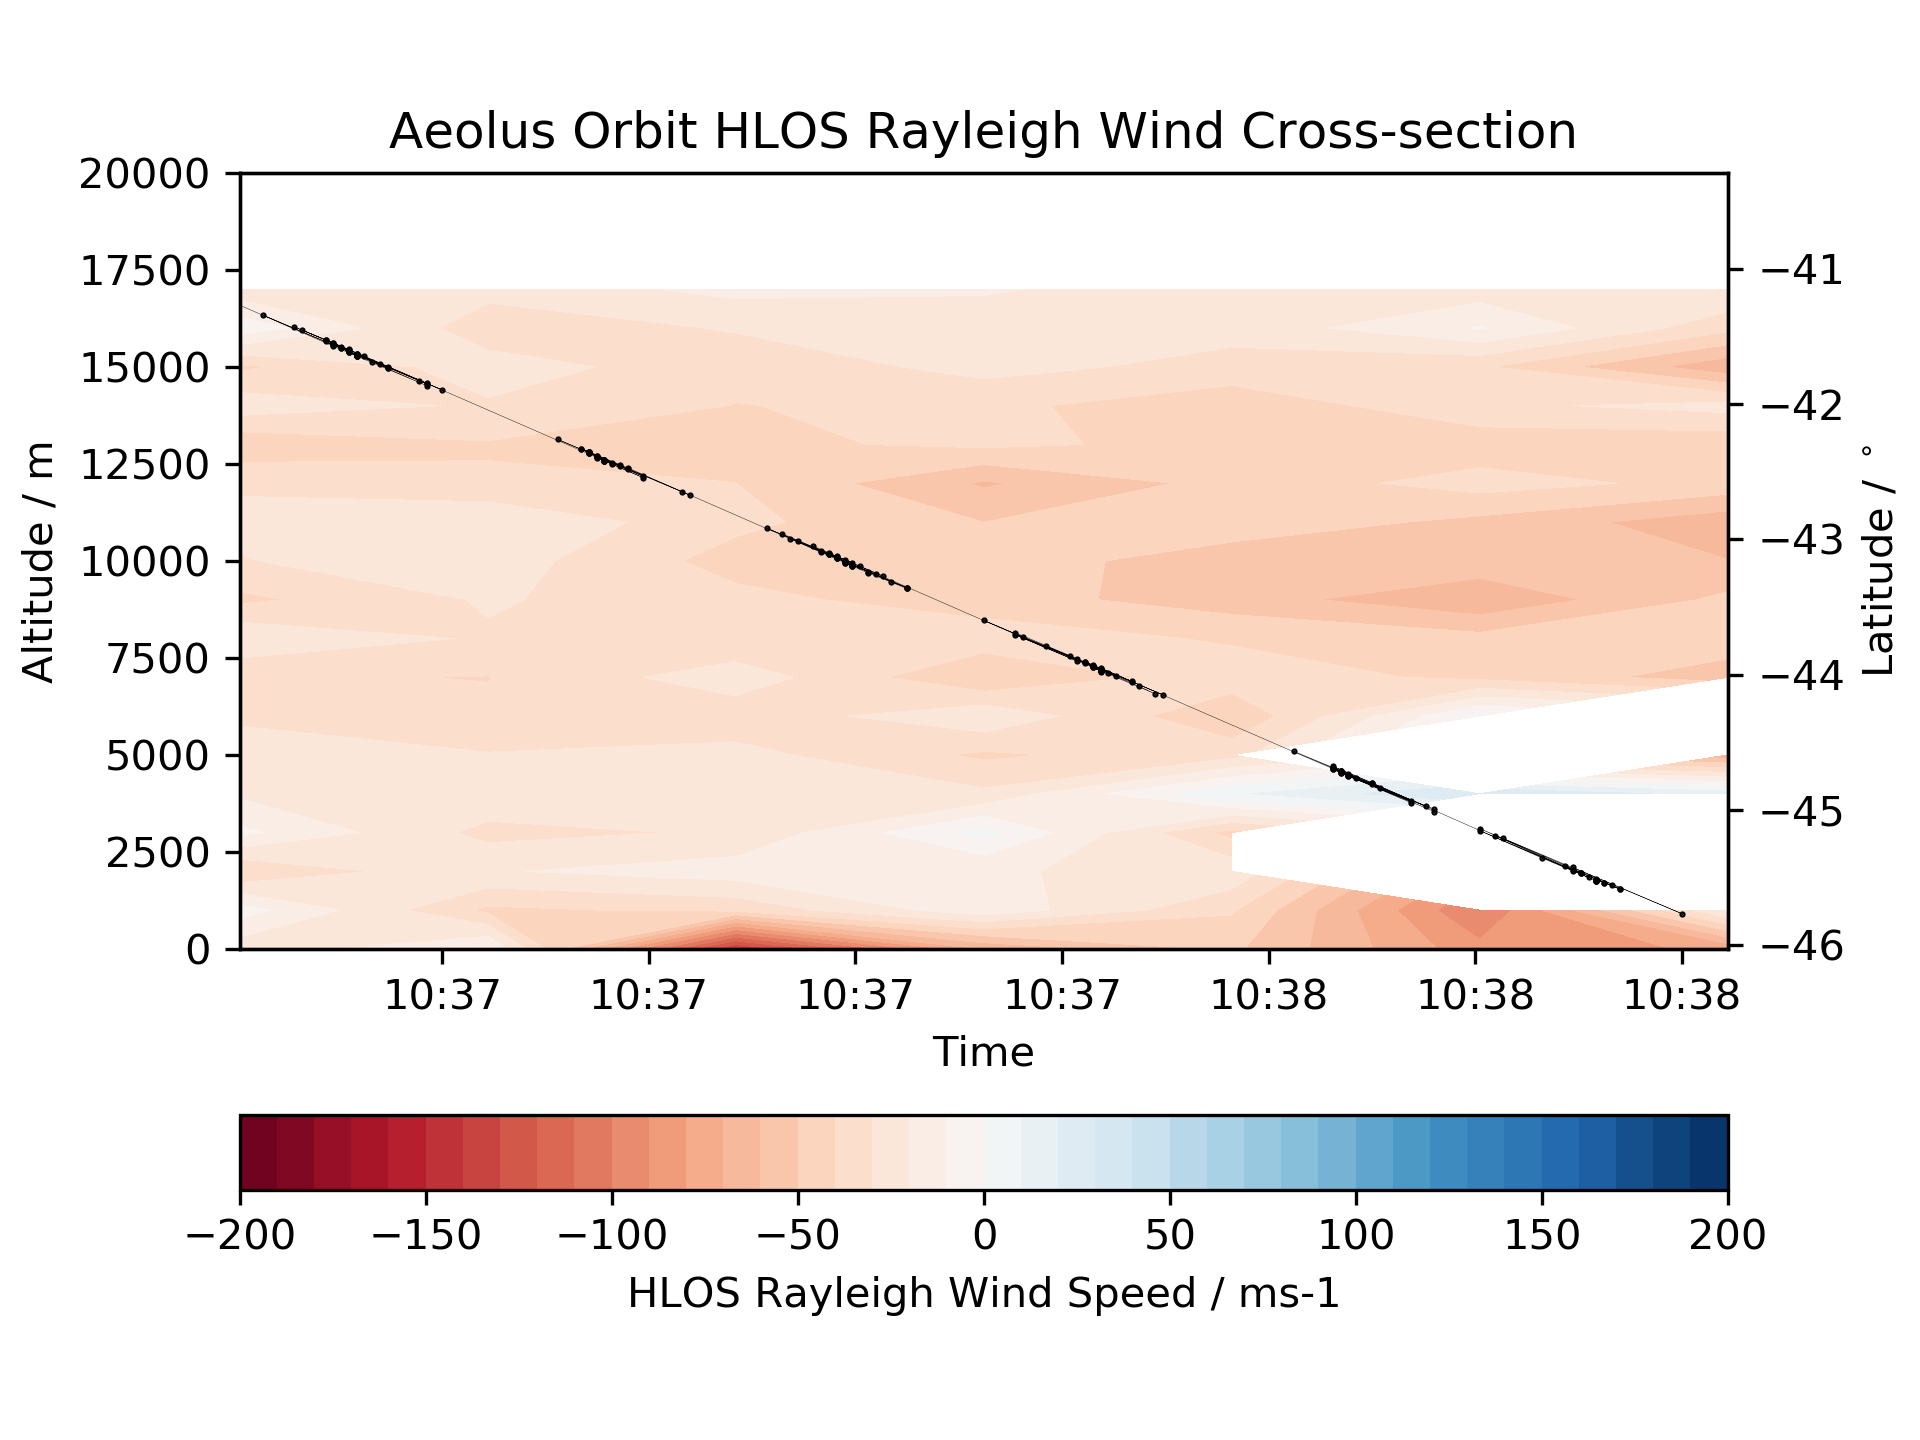 Aeolus Orbit HLOS Rayleigh Wind Cross-section
20000
17500
15000
12500
10000
7500
5000
2500
0
Altitude / m
−41
−42
−43
−44
−45
−46
Latitude / °
10:37 10:37 10:37 10:37 10:38 10:38 10:38
Time
−200 −150 −100 −50 0 50 100 150 200
HLOS Rayleigh Wind Speed / ms-1